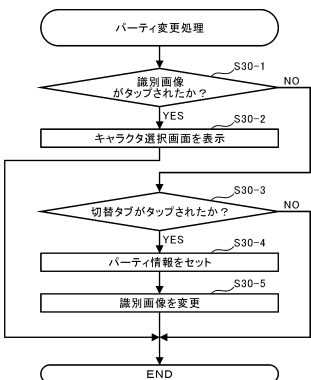 パーティ変更処理
S30-1
識別画像
がタップされたか？
NO
YES
S30-2
キャラクタ選択画面を表示
S30-3
切替タブがタップされたか？
NO
YES
S30-4
パーティ情報をセット
S30-5
識別画像を変更
END